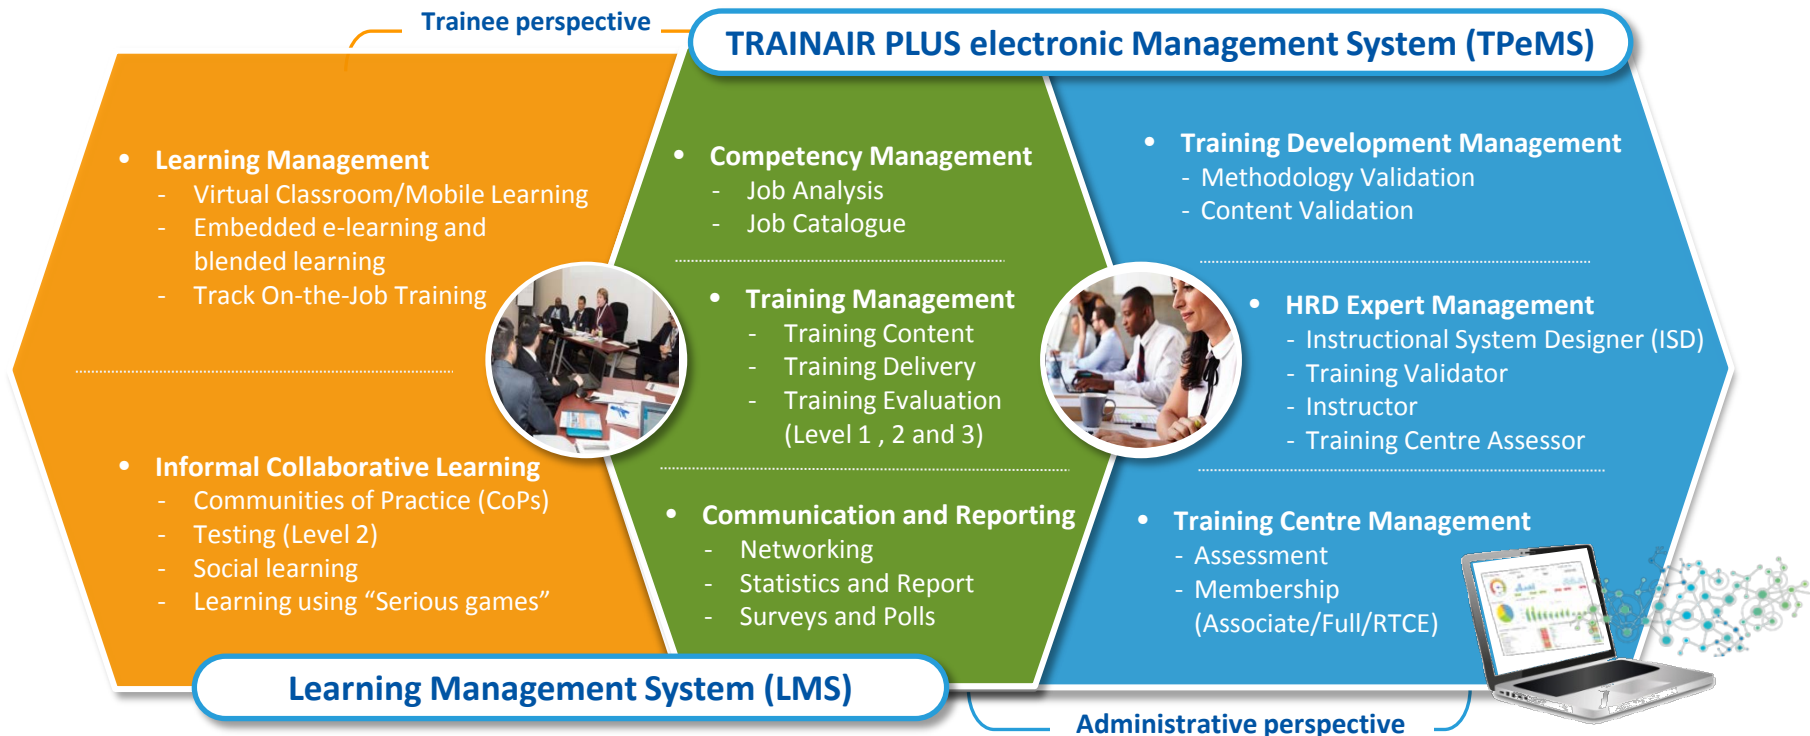 Trainee perspective
TRAINAIR PLUS electronic Management System (TPeMS)
• Learning Management
- Virtual Classroom/Mobile Learning
- Embedded e-learning and
blended learning
- Track On-the-Job Training
• Informal Collaborative Learning
- Communities of Practice (CoPs)
- Testing (Level 2)
- Social learning
- Learning using “Serious games”
• Competency Management
- Job Analysis
- Job Catalogue
• Training Management
- Training Content
- Training Delivery
- Training Evaluation
(Level 1 , 2 and 3)
• Communication and Reporting
- Networking
- Statistics and Report
- Surveys and Polls
• Training Development Management
- Methodology Validation
- Content Validation
• HRD Expert Management
- Instructional System Designer (ISD)
- Training Validator
- Instructor
- Training Centre Assessor
• Training Centre Management
- Assessment
- Membership
(Associate/Full/RTCE)
Learning Management System (LMS)
Administrative perspective